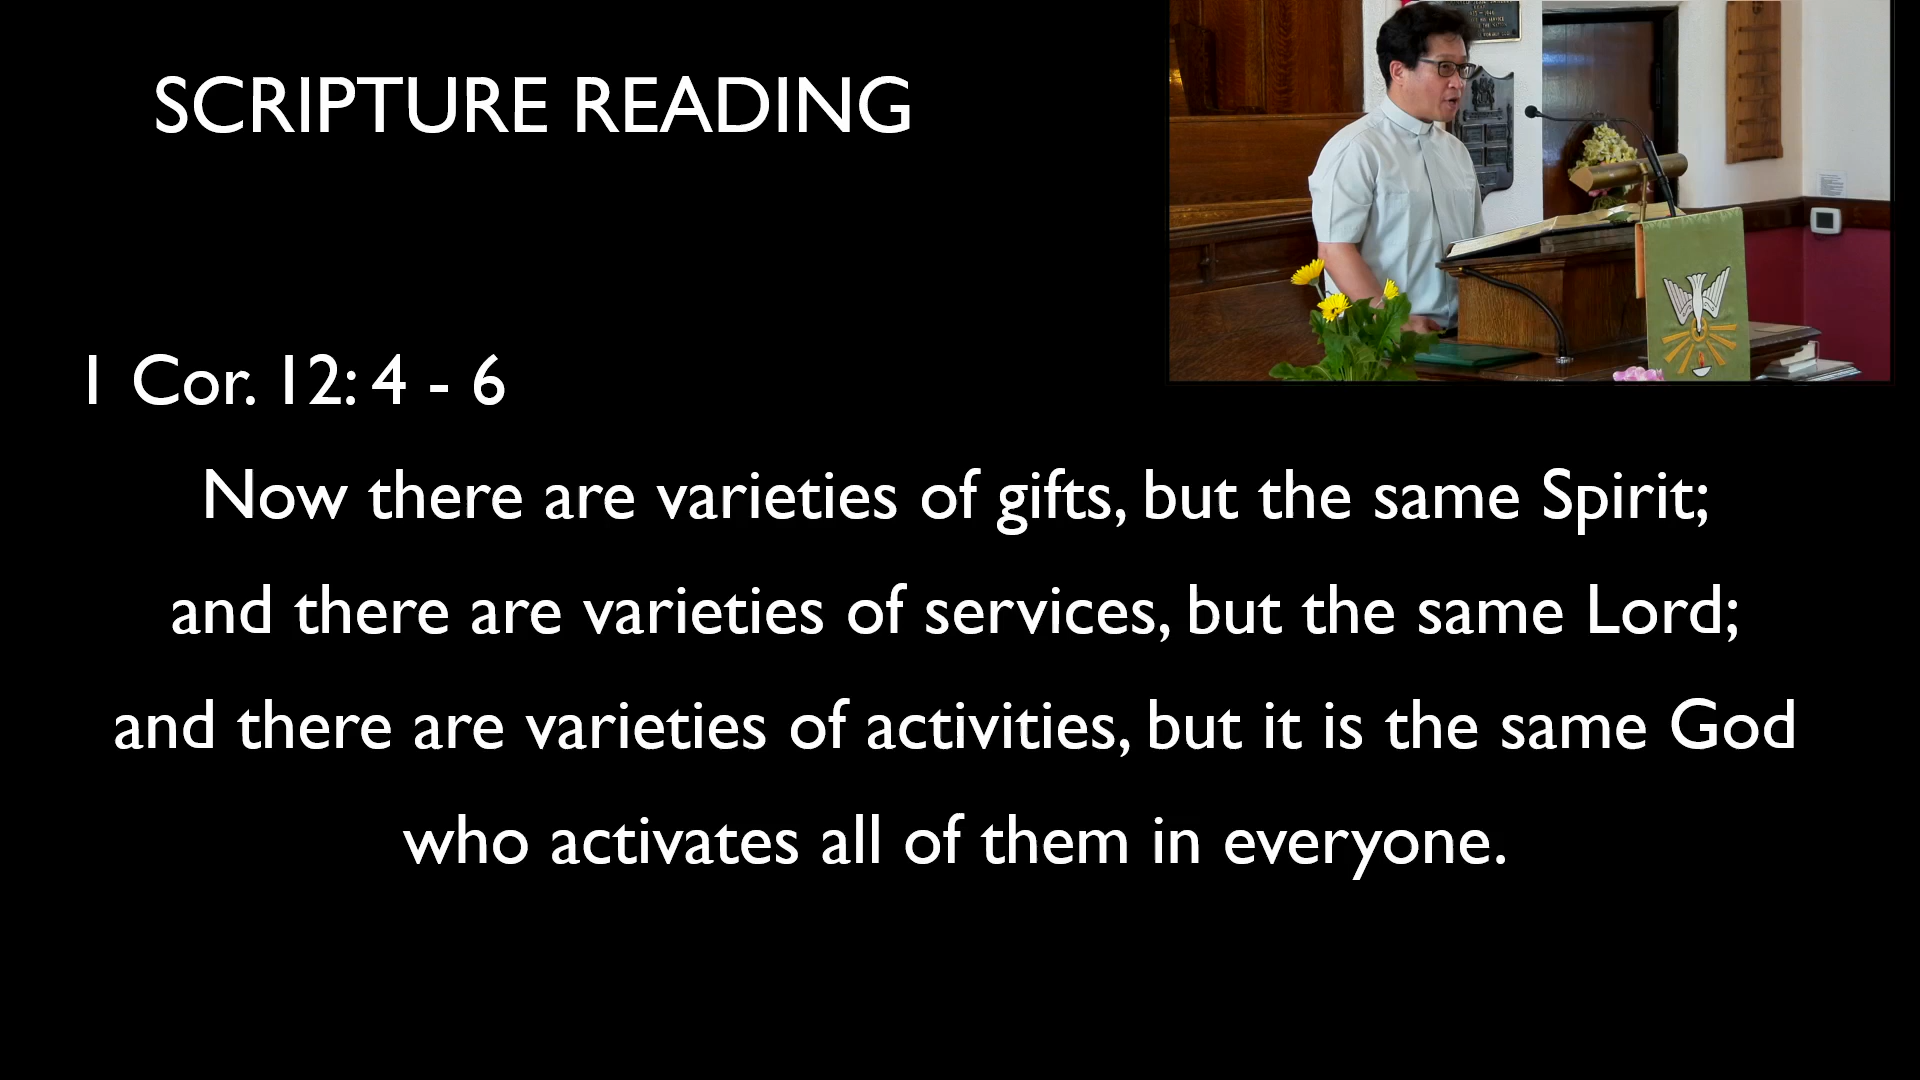 SCRIPTURE READING
1 Cor. 12: 4 - 6
Now there are varieties of gifts, but the same Spirit;
and there are varieties of services, but the same Lord;
and there are varieties of activities, but it is the same God
who activates all of them in everyone.